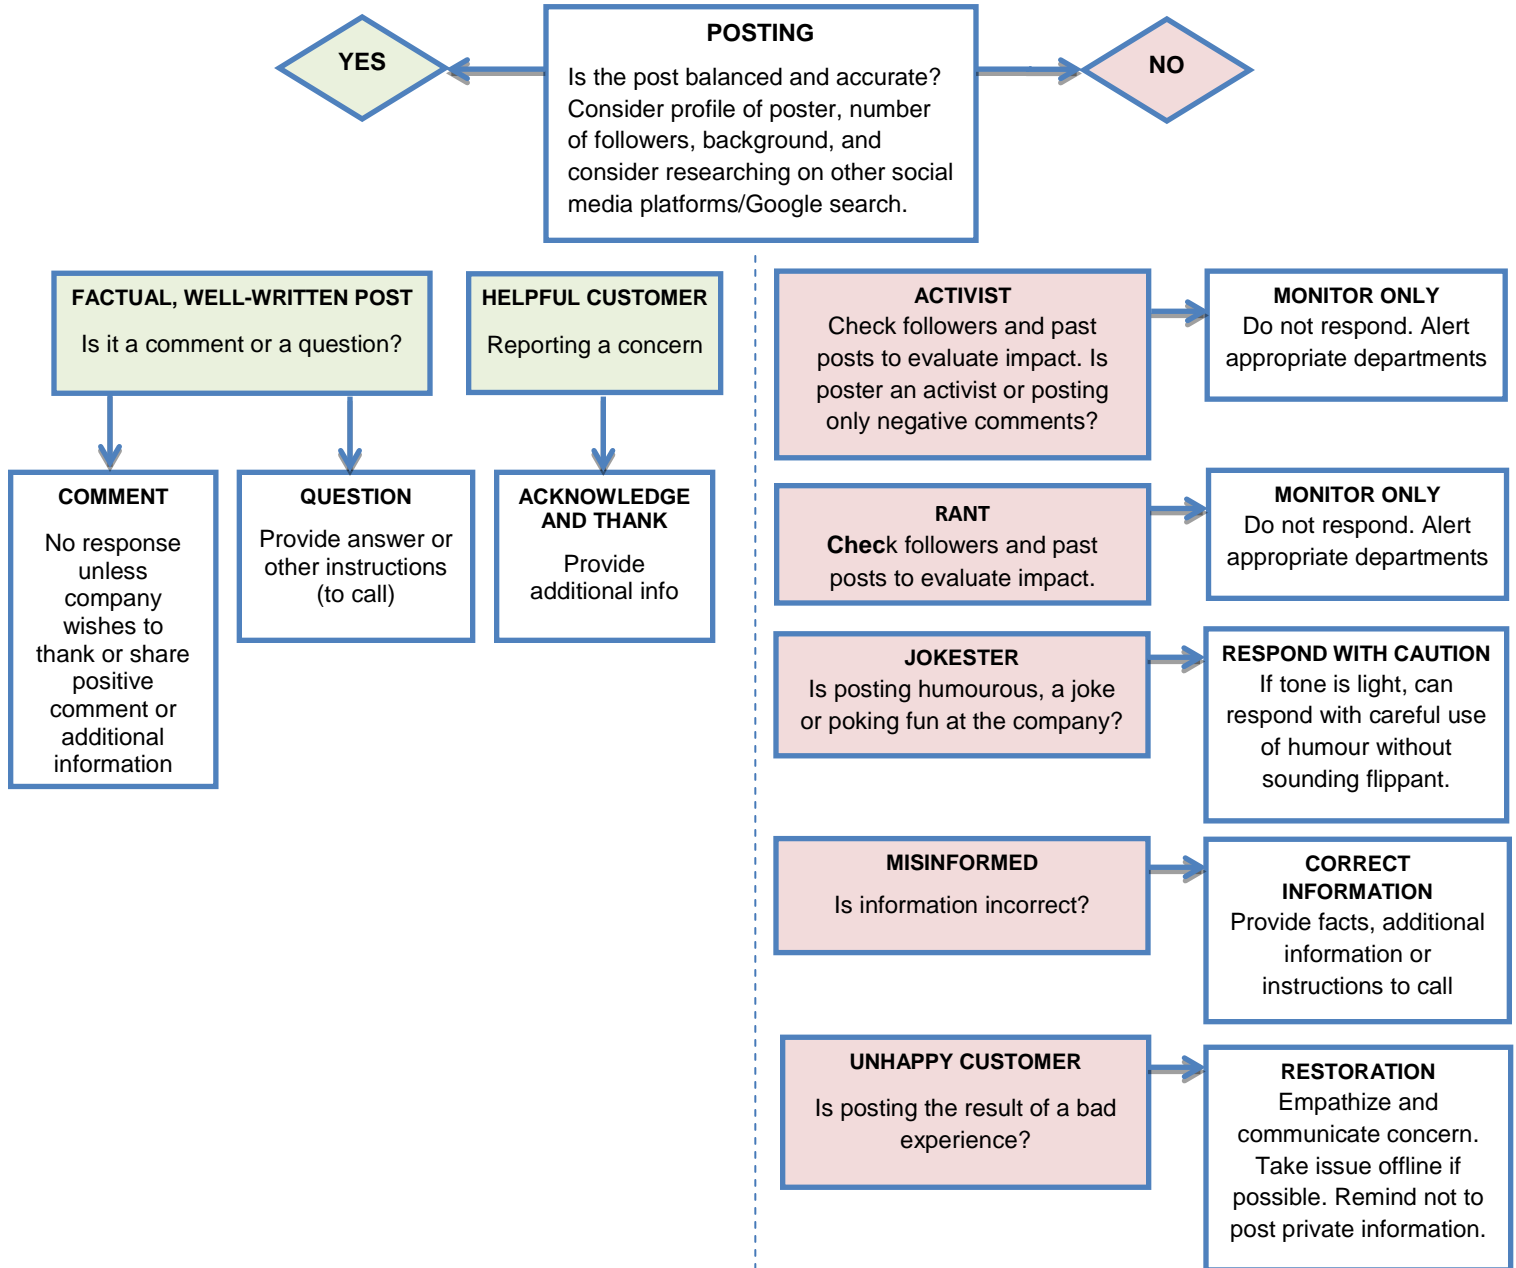 POSTING
Is the post balanced and accurate?
Consider profile of poster, number
of followers, background, and
consider researching on other social
media platforms/Google search.
YES
NO
FACTUAL, WELL-WRITTEN POST
Is it a comment or a question?
HELPFUL CUSTOMER
Reporting a concern
COMMENT
No response
unless
company
wishes to
thank or share
positive
comment or
additional
information
QUESTION
Provide answer or
other instructions
(to call)
ACKNOWLEDGE
AND THANK
Provide
additional info
ACTIVIST
Check followers and past
posts to evaluate impact. Is
poster an activist or posting
only negative comments?
MONITOR ONLY
Do not respond. Alert
appropriate departments
RANT
Check followers and past
posts to evaluate impact.
MONITOR ONLY
Do not respond. Alert
appropriate departments
JOKESTER
Is posting humourous, a joke
or poking fun at the company?
RESPOND WITH CAUTION
If tone is light, can
respond with careful use
of humour without
sounding flippant.
MISINFORMED
Is information incorrect?
CORRECT
INFORMATION
Provide facts, additional
information or
instructions to call
UNHAPPY CUSTOMER
Is posting the result of a bad
experience?
RESTORATION
Empathize and
communicate concern.
Take issue offline if
possible. Remind not to
post private information.